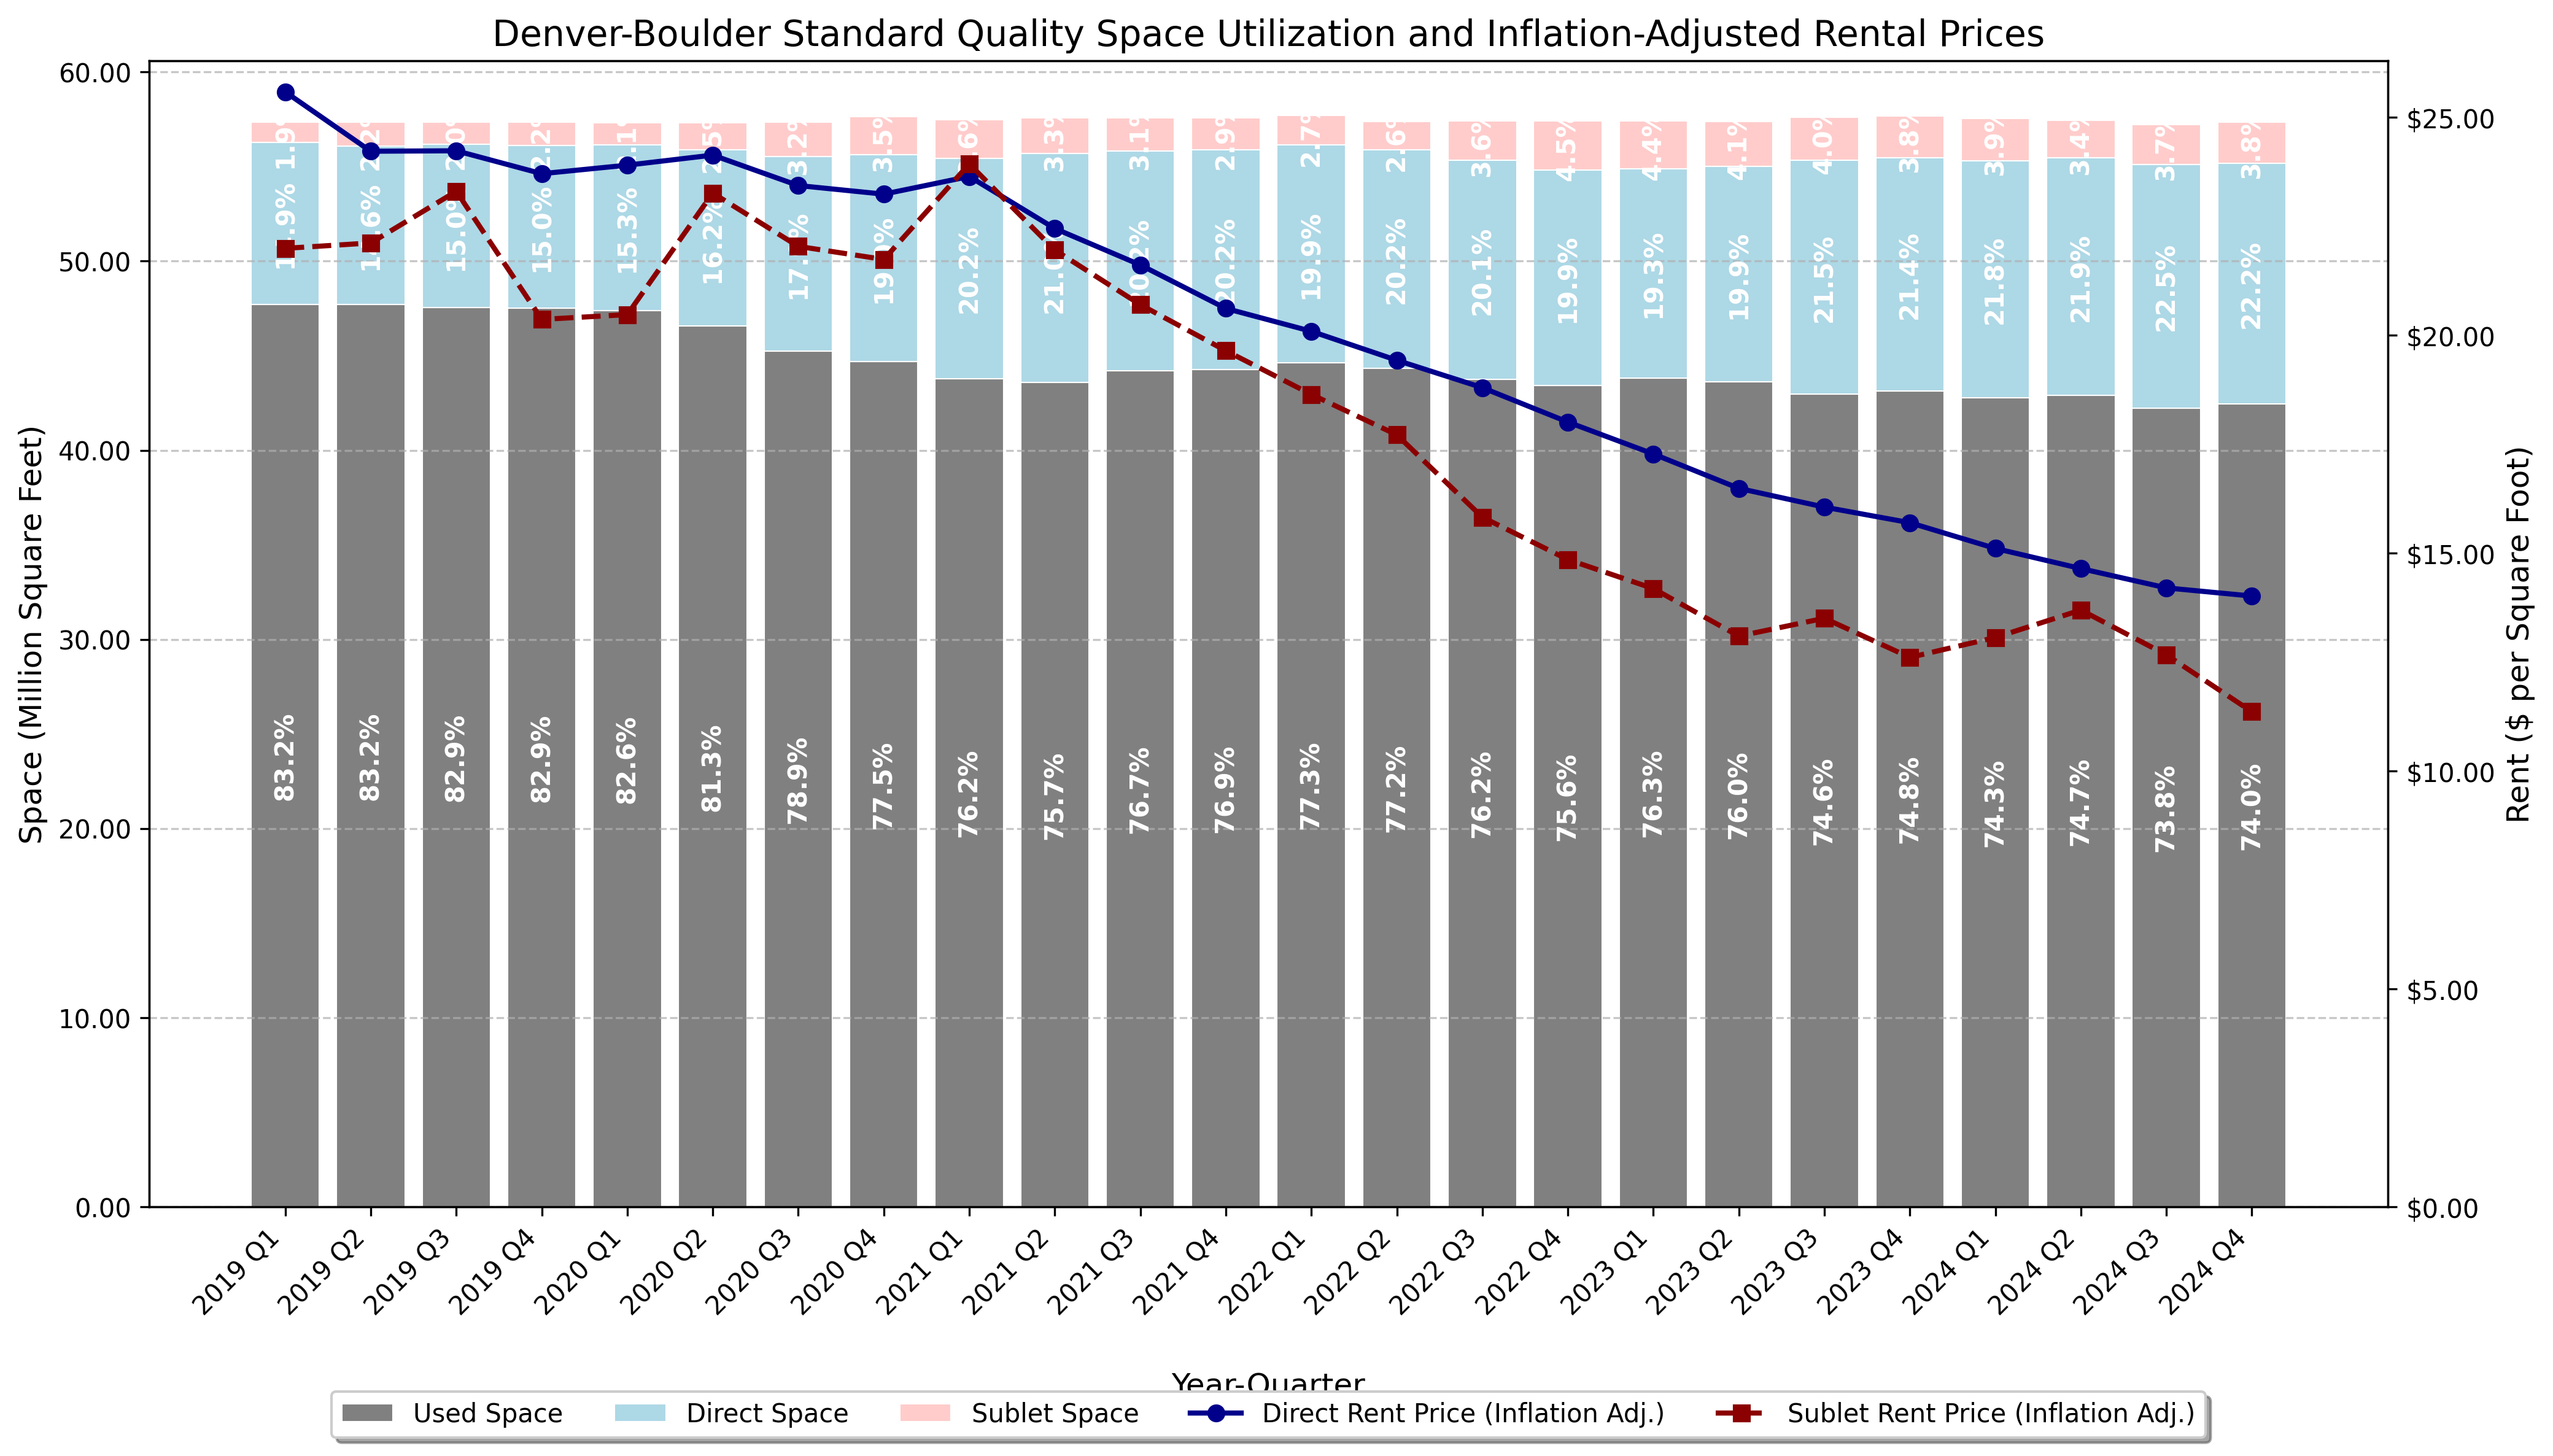 Denver-Boulder Standard Quality Space Utilization and Inflation-Adjusted Rental Prices
Space (Million Square Feet)
60.00
50.00
40.00
30.00
20.00
10.00
0.00
$25.00
$20.00
$15.00
$10.00
$5.00
$0.00
Rent ($ per Square Foot)
2.9%
2.6%
3.6%
4.5%
4.4%
4.1%
4.0%
3.8%
3.9%
3.4%
3.7%
3.8%
3.3%
3.1%
2.7%
3.5%
3.2%
15.0%
15.0%
15.3%
16.2%
20.2%
20.2%
19.9%
20.2%
20.1%
19.9%
19.3%
19.9%
21.5%
21.4%
21.8%
21.9%
22.5%
22.2%
83.2%
83.2%
82.9%
82.9%
82.6%
81.3%
78.9%
77.5%
76.2%
75.7%
76.7%
76.9%
77.3%
77.2%
76.2%
75.6%
76.3%
76.0%
74.6%
74.8%
74.3%
74.7%
73.8%
74.0%
2019 Q1
2019 Q2
2019 Q3
2019 Q4
2020 Q1
2020 Q2
2020 Q3
2020 Q4
2021 Q1
2021 Q2
2021 Q3
2021 Q4
2022 Q1
2022 Q2
2022 Q3
2022 Q4
2023 Q1
2023 Q2
2023 Q3
2023 Q4
2024 Q1
2024 Q2
2024 Q3
2024 Q4
Year-Quarter
Used Space
Direct Space
Sublet Space
Direct Rent Price (Inflation Adj.)
Sublet Rent Price (Inflation Adj.)